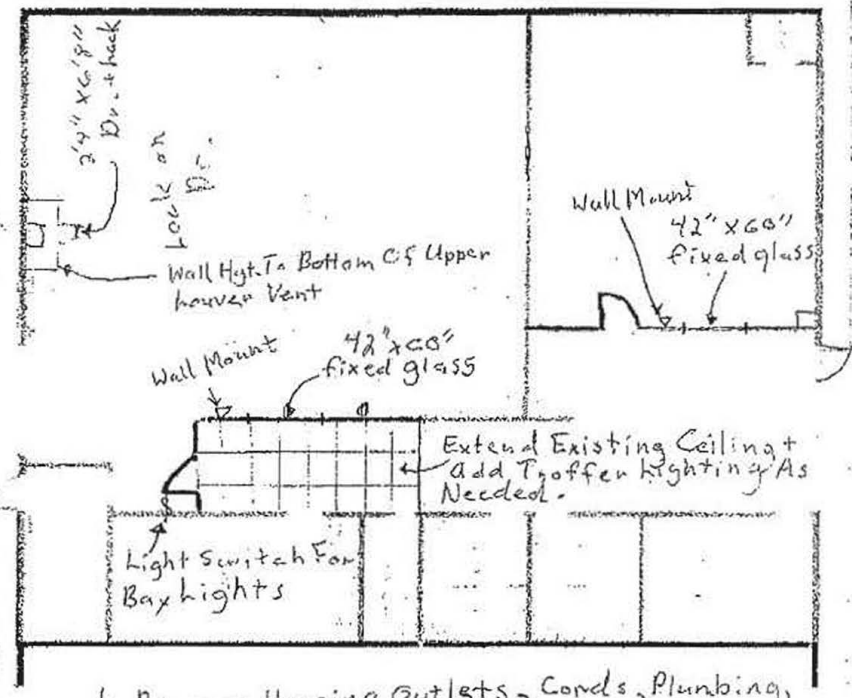 2'4" x 6'8"
Dr. + hack
Lock on
Dr.
Wall Hgt. To Bottom Of Upper
Louver Vent
Wall Mount
42" x 60"
fixed glass
Wall Mount
42" x 60"
fixed glass
Extend Existing Ceiling +
Add Troffer Lighting As
Needed.
Light Switch For
Bay Lights
Outlets, Cords, Plumbing,